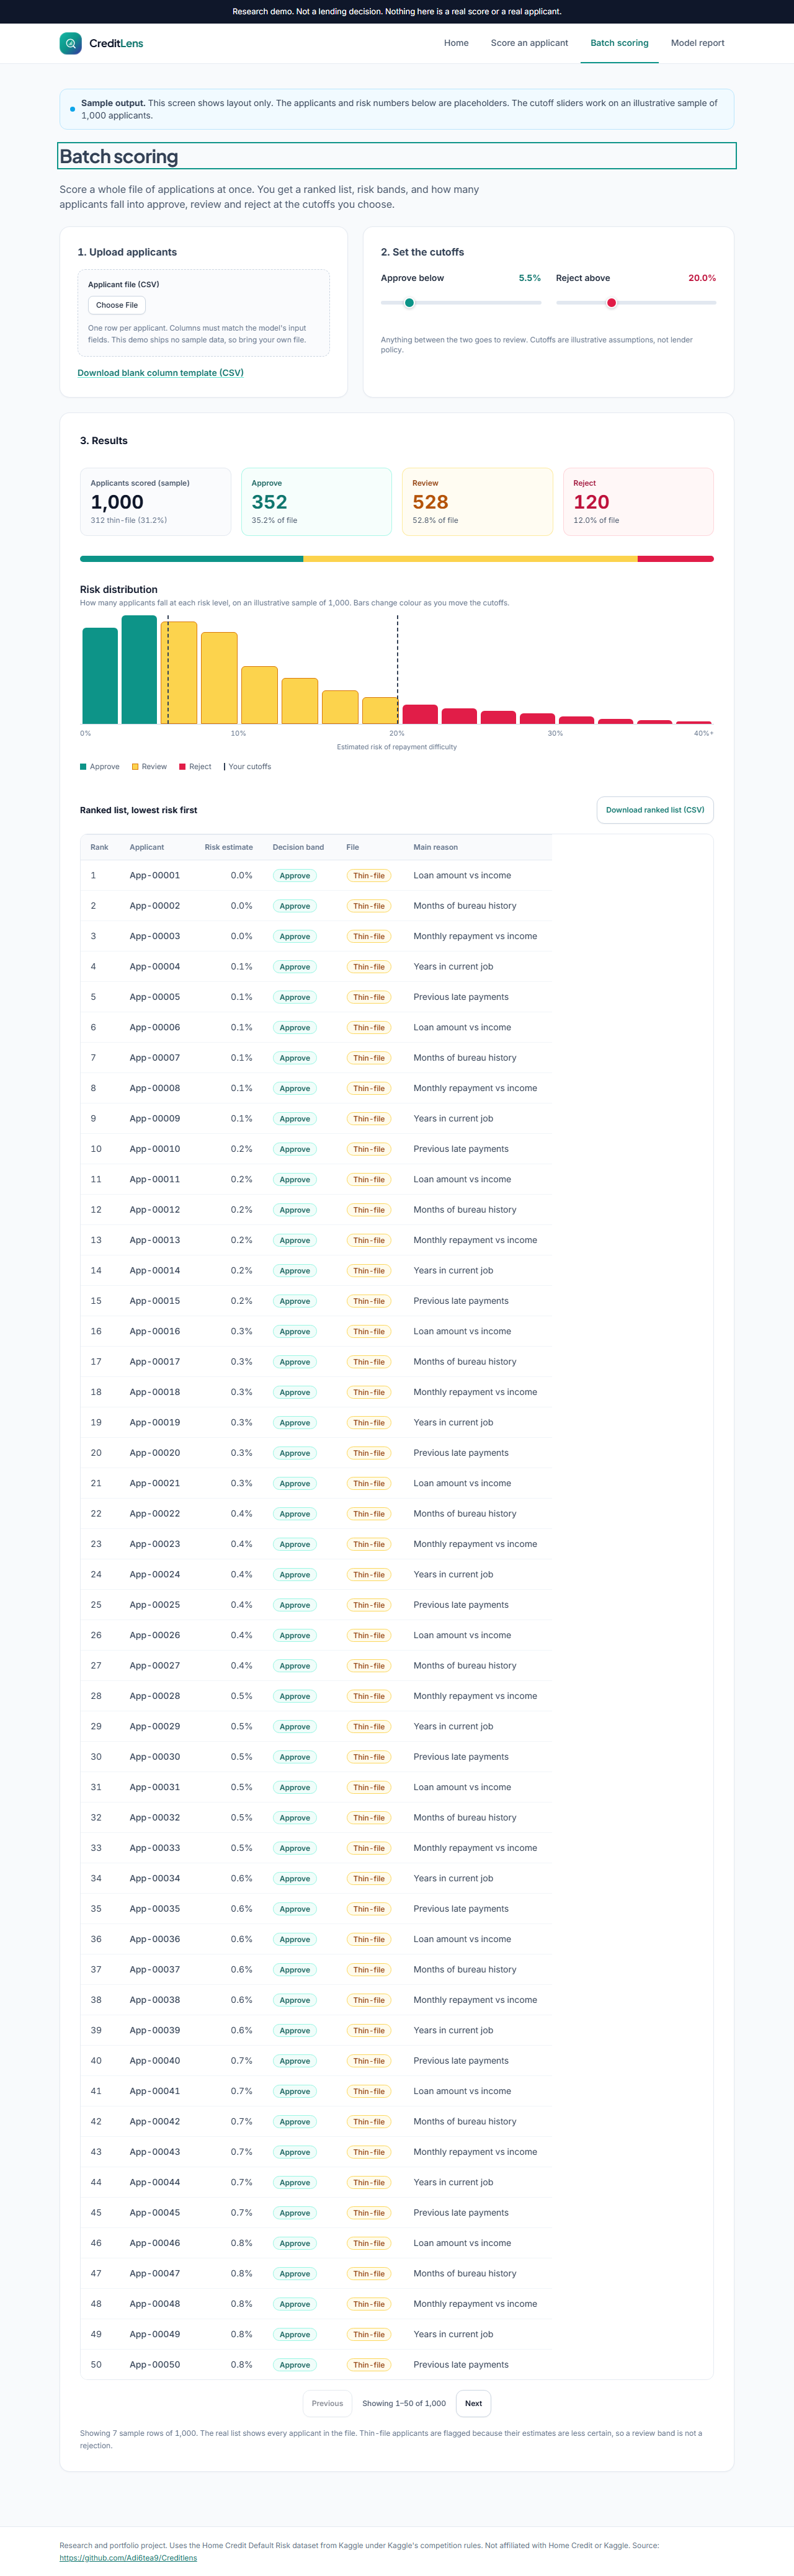 Research demo. Not a lending decision. Nothing here is a real score or a real applicant.
CreditLens
Home Score an applicant Batch scoring Model report
Sample output. This screen shows layout only. The applicants and risk numbers below are placeholders. The cutoff sliders work on an illustrative sample of
1,000 applicants.
Batch scoring
Score a whole file of applications at once. You get a ranked list, risk bands, and how many
applicants fall into approve, review and reject at the cutoffs you choose.
1. Upload applicants
Applicant file (CSV)
Choose File
One row per applicant. Columns must match the model's input
fields. This demo ships no sample data, so bring your own file.
Download blank column template (CSV)
2. Set the cutoffs
Approve below 5.5%
Reject above 20.0%
Anything between the two goes to review. Cutoffs are illustrative assumptions, not lender
policy.
3. Results
Applicants scored (sample)
1,000
312 thin-file (31.2%)
Approve
352
35.2% of file
Review
528
52.8% of file
Reject
120
12.0% of file
Risk distribution
How many applicants fall at each risk level, on an illustrative sample of 1,000. Bars change colour as you move the cutoffs.
0% 10% 20% 30% 40%+
Estimated risk of repayment difficulty
Approve Review Reject Your cutoffs
Ranked list, lowest risk first
Download ranked list (CSV)
Rank Applicant Risk estimate Decision band File Main reason
1 App-00001 0.0% Approve Thin-file Loan amount vs income
2 App-00002 0.0% Approve Thin-file Months of bureau history
3 App-00003 0.0% Approve Thin-file Monthly repayment vs income
4 App-00004 0.1% Approve Thin-file Years in current job
5 App-00005 0.1% Approve Thin-file Previous late payments
6 App-00006 0.1% Approve Thin-file Loan amount vs income
7 App-00007 0.1% Approve Thin-file Months of bureau history
8 App-00008 0.1% Approve Thin-file Monthly repayment vs income
9 App-00009 0.1% Approve Thin-file Years in current job
10 App-00010 0.2% Approve Thin-file Previous late payments
11 App-00011 0.2% Approve Thin-file Loan amount vs income
12 App-00012 0.2% Approve Thin-file Months of bureau history
13 App-00013 0.2% Approve Thin-file Monthly repayment vs income
14 App-00014 0.2% Approve Thin-file Years in current job
15 App-00015 0.2% Approve Thin-file Previous late payments
16 App-00016 0.3% Approve Thin-file Loan amount vs income
17 App-00017 0.3% Approve Thin-file Months of bureau history
18 App-00018 0.3% Approve Thin-file Monthly repayment vs income
19 App-00019 0.3% Approve Thin-file Years in current job
20 App-00020 0.3% Approve Thin-file Previous late payments
21 App-00021 0.3% Approve Thin-file Loan amount vs income
22 App-00022 0.4% Approve Thin-file Months of bureau history
23 App-00023 0.4% Approve Thin-file Monthly repayment vs income
24 App-00024 0.4% Approve Thin-file Years in current job
25 App-00025 0.4% Approve Thin-file Previous late payments
26 App-00026 0.4% Approve Thin-file Loan amount vs income
27 App-00027 0.4% Approve Thin-file Months of bureau history
28 App-00028 0.5% Approve Thin-file Monthly repayment vs income
29 App-00029 0.5% Approve Thin-file Years in current job
30 App-00030 0.5% Approve Thin-file Previous late payments
31 App-00031 0.5% Approve Thin-file Loan amount vs income
32 App-00032 0.5% Approve Thin-file Months of bureau history
33 App-00033 0.5% Approve Thin-file Monthly repayment vs income
34 App-00034 0.6% Approve Thin-file Years in current job
35 App-00035 0.6% Approve Thin-file Previous late payments
36 App-00036 0.6% Approve Thin-file Loan amount vs income
37 App-00037 0.6% Approve Thin-file Months of bureau history
38 App-00038 0.6% Approve Thin-file Monthly repayment vs income
39 App-00039 0.6% Approve Thin-file Years in current job
40 App-00040 0.7% Approve Thin-file Previous late payments
41 App-00041 0.7% Approve Thin-file Loan amount vs income
42 App-00042 0.7% Approve Thin-file Months of bureau history
43 App-00043 0.7% Approve Thin-file Monthly repayment vs income
44 App-00044 0.7% Approve Thin-file Years in current job
45 App-00045 0.7% Approve Thin-file Previous late payments
46 App-00046 0.8% Approve Thin-file Loan amount vs income
47 App-00047 0.8% Approve Thin-file Months of bureau history
48 App-00048 0.8% Approve Thin-file Monthly repayment vs income
49 App-00049 0.8% Approve Thin-file Years in current job
50 App-00050 0.8% Approve Thin-file Previous late payments
Previous Showing 1–50 of 1,000 Next
Showing 7 sample rows of 1,000. The real list shows every applicant in the file. Thin-file applicants are flagged because their estimates are less certain, so a review band is not a
rejection.
Research and portfolio project. Uses the Home Credit Default Risk dataset from Kaggle under Kaggle's competition rules. Not affiliated with Home Credit or Kaggle. Source:
https://github.com/Adi6tea9/Creditlens